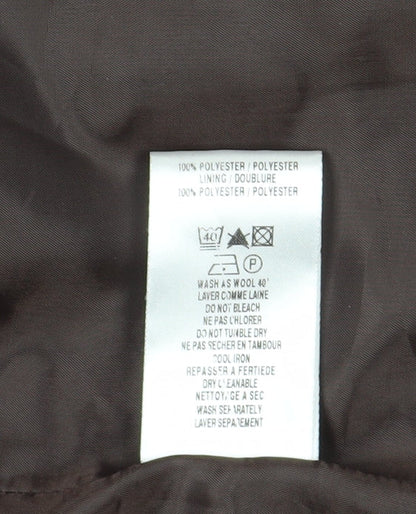 100% POLYESTER / POLYESTER
LINING / DOUBLURE
100% POLYESTER / POLYESTER
40
P
WASH AS WOOL 40°
LAVER COMME LAINE
DO NOT BLEACH
NE PAS CHLORER
DO NOT TUMBLE DRY
NE PAS SECHER EN TAMBOUR
COOL IRON
REPASSER A FERTIEDE
DRY CLEANABLE
NETTOYAGE A SEC
WASH SEPARATELY
LAVER SEPAREMENT